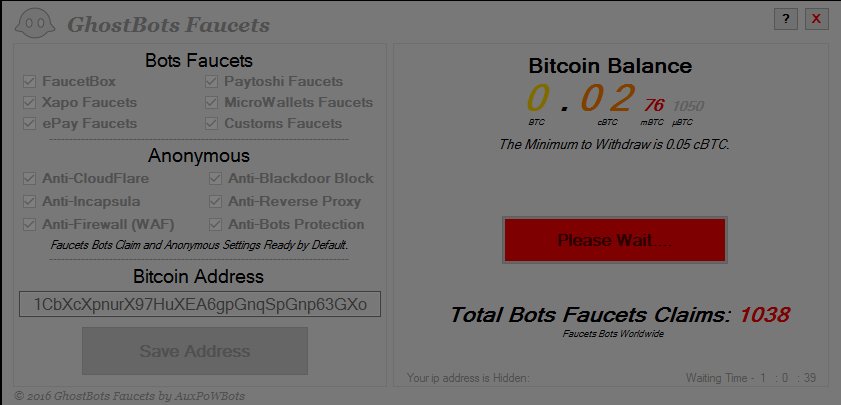 GhostBots Faucets
? X
Bots Faucets
FaucetBox Paytoshi Faucets
Xapo Faucets MicroWallets Faucets
ePay Faucets Customs Faucets
Anonymous
Anti-CloudFlare Anti-Blackdoor Block
Anti-Incapsula Anti-Reverse Proxy
Anti-Firewall (WAF) Anti-Bots Protection
Faucets Bots Claim and Anonymous Settings Ready by Default.
Bitcoin Address
1CbXcXpnurX97HuXEA6gpGnqSpGnp63GXo
Save Address
Bitcoin Balance
0 . 02 76 1050
BTC cBTC mBTC µBTC
The Minimum to Withdraw is 0.05 cBTC.
Please Wait....
Total Bots Faucets Claims: 1038
Faucets Bots Worldwide
Your ip address is Hidden: Waiting Time - 1 : 0 : 39
© 2016 GhostBots Faucets by AuxPoWBots